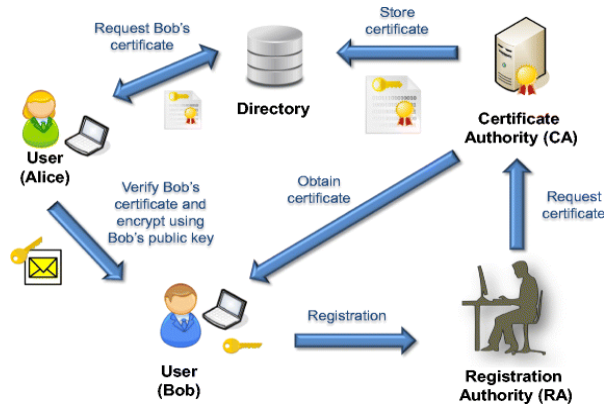 Request Bob's
certificate
Store
certificate
Directory
Certificate
Authority (CA)
User
(Alice)
Verify Bob's
certificate and
encrypt using
Bob's public key
Obtain
certificate
Request
certificate
Registration
User
(Bob)
Registration
Authority (RA)